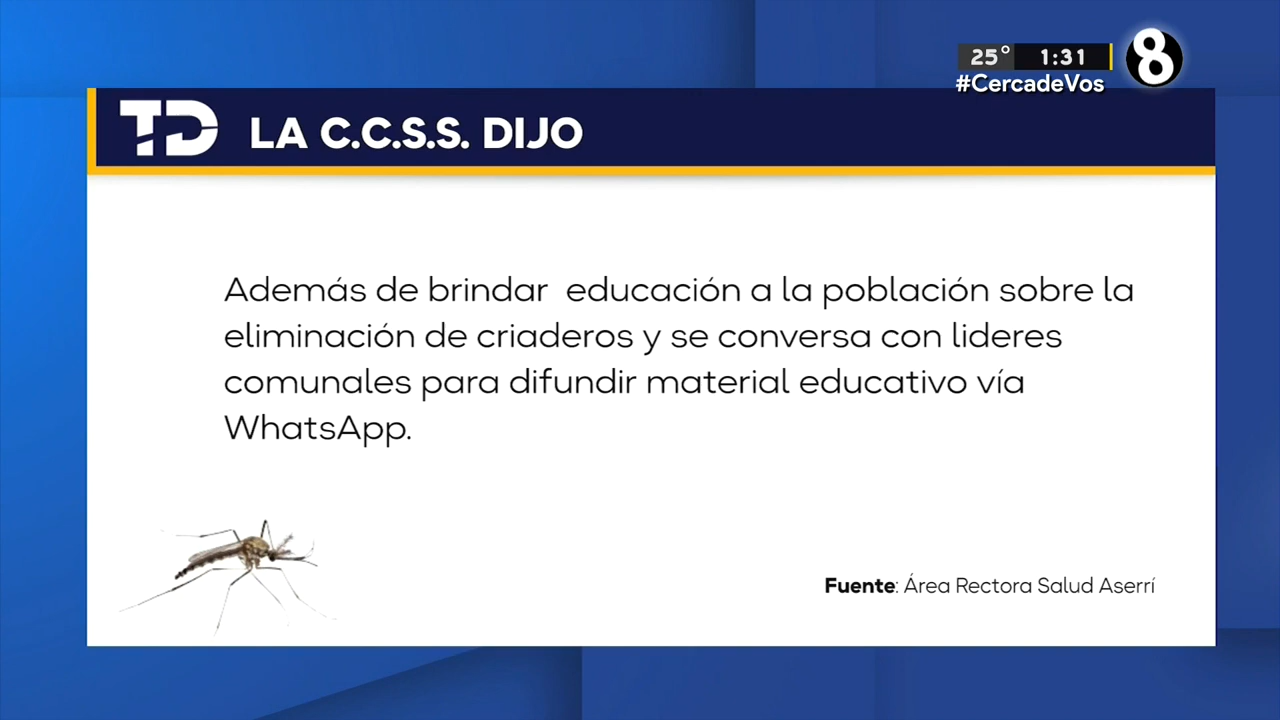 25° 1:31
8
#CercadeVos
TD LA C.C.S.S. DIJO
Además de brindar  educación a la población sobre la
eliminación de criaderos y se conversa con lideres
comunales para difundir material educativo vía
WhatsApp.
Fuente: Área Rectora Salud Aserrí